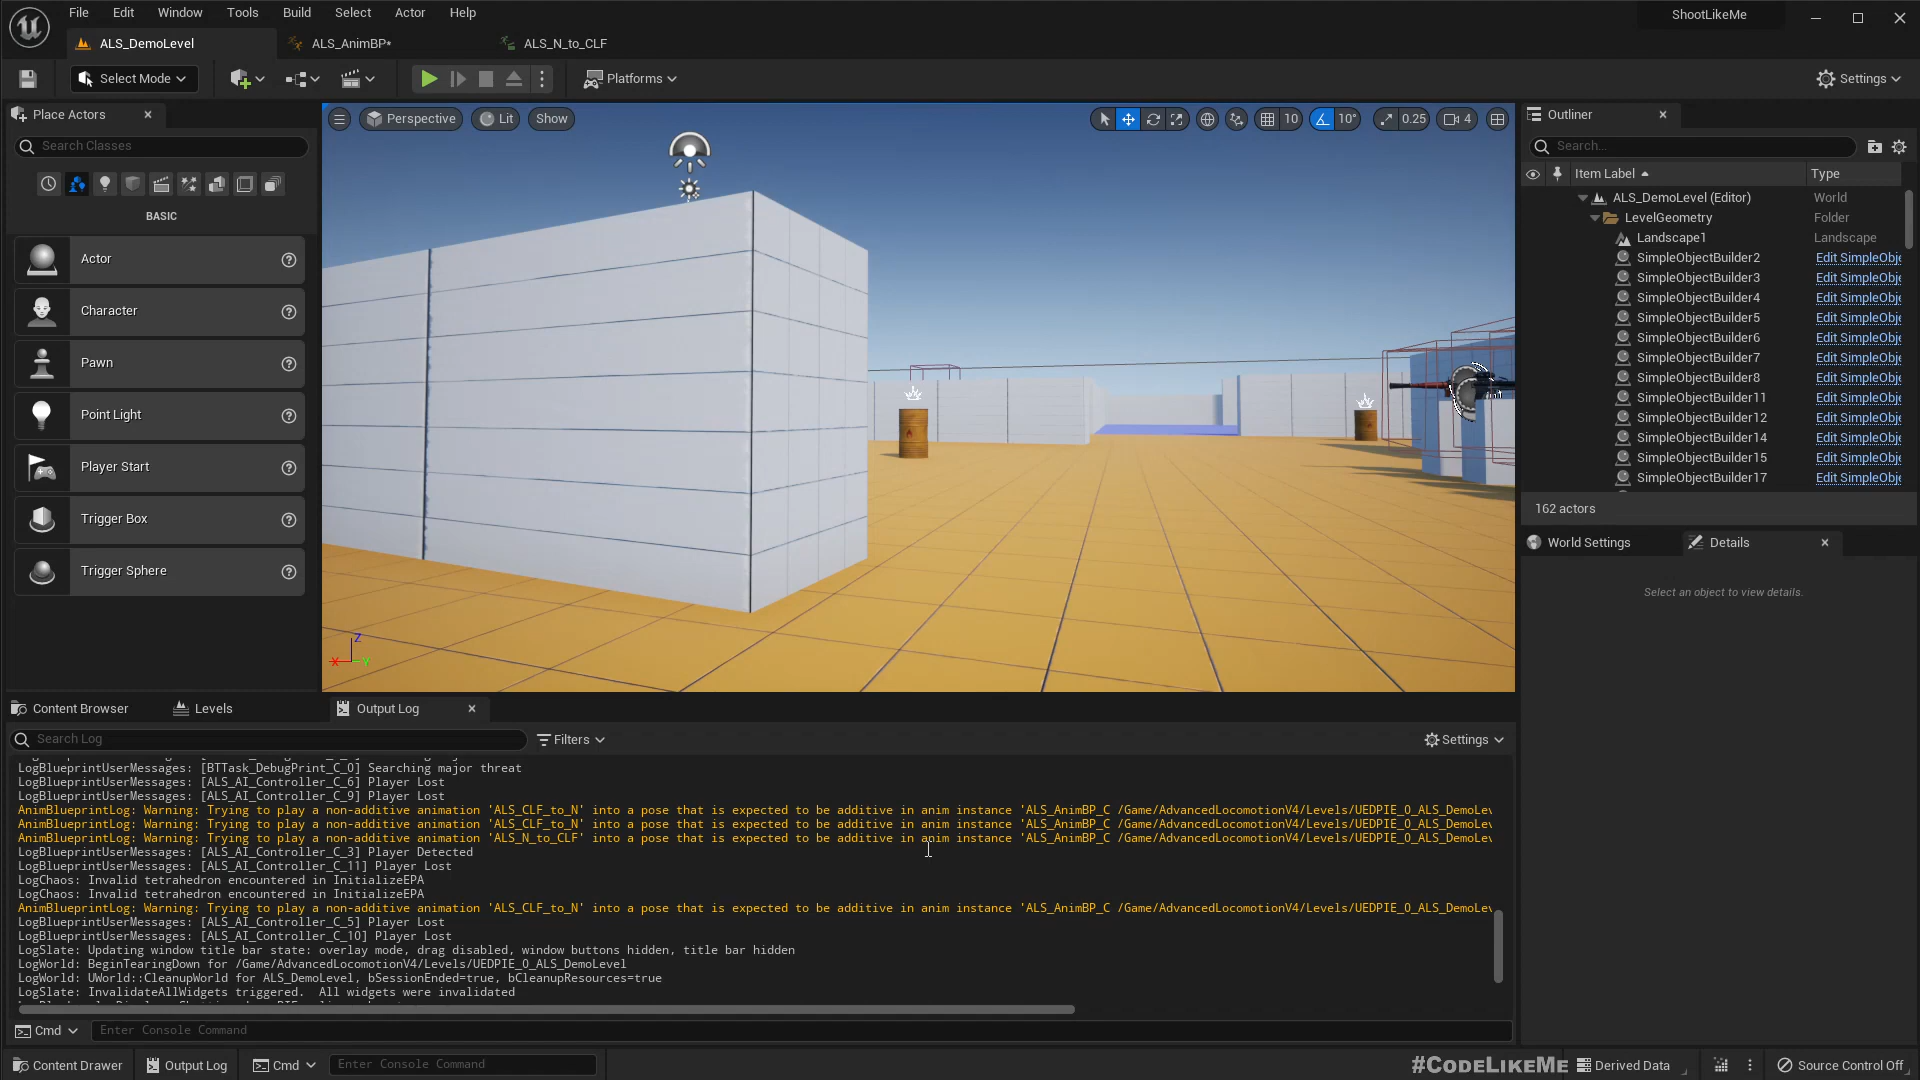 File Edit Window Tools Build Select Actor Help
ShootLikeMe
ALS_DemoLevel
ALS_AnimBP*
ALS_N_to_CLF
Select Mode
Platforms
Settings
Place Actors
Search Classes
BASIC
Actor
Character
Pawn
Point Light
Player Start
Trigger Box
Trigger Sphere
Perspective
Lit
Show
10
10°
0.25
4
Z
X
Y
Outliner
Search...
Item Label
Type
ALS_DemoLevel (Editor) World
LevelGeometry Folder
Landscape1 Landscape
SimpleObjectBuilder2 Edit SimpleObje
SimpleObjectBuilder3 Edit SimpleObje
SimpleObjectBuilder4 Edit SimpleObje
SimpleObjectBuilder5 Edit SimpleObje
SimpleObjectBuilder6 Edit SimpleObje
SimpleObjectBuilder7 Edit SimpleObje
SimpleObjectBuilder8 Edit SimpleObje
SimpleObjectBuilder11 Edit SimpleObje
SimpleObjectBuilder12 Edit SimpleObje
SimpleObjectBuilder14 Edit SimpleObje
SimpleObjectBuilder15 Edit SimpleObje
SimpleObjectBuilder17 Edit SimpleObje
162 actors
World Settings
Details
Select an object to view details.
Content Browser
Levels
Output Log
Search Log
Filters
Settings
LogBlueprintUserMessages: [BTTask_DebugPrint_C_0] Searching major threat
LogBlueprintUserMessages: [ALS_AI_Controller_C_6] Player Lost
LogBlueprintUserMessages: [ALS_AI_Controller_C_9] Player Lost
AnimBlueprintLog: Warning: Trying to play a non-additive animation 'ALS_CLF_to_N' into a pose that is expected to be additive in anim instance 'ALS_AnimBP_C /Game/AdvancedLocomotionV4/Levels/UEDPIE_0_ALS_DemoLev
AnimBlueprintLog: Warning: Trying to play a non-additive animation 'ALS_CLF_to_N' into a pose that is expected to be additive in anim instance 'ALS_AnimBP_C /Game/AdvancedLocomotionV4/Levels/UEDPIE_0_ALS_DemoLev
AnimBlueprintLog: Warning: Trying to play a non-additive animation 'ALS_N_to_CLF' into a pose that is expected to be additive in anim instance 'ALS_AnimBP_C /Game/AdvancedLocomotionV4/Levels/UEDPIE_0_ALS_DemoLev
LogBlueprintUserMessages: [ALS_AI_Controller_C_3] Player Detected
LogBlueprintUserMessages: [ALS_AI_Controller_C_11] Player Lost
LogChaos: Invalid tetrahedron encountered in InitializeEPA
LogChaos: Invalid tetrahedron encountered in InitializeEPA
AnimBlueprintLog: Warning: Trying to play a non-additive animation 'ALS_CLF_to_N' into a pose that is expected to be additive in anim instance 'ALS_AnimBP_C /Game/AdvancedLocomotionV4/Levels/UEDPIE_0_ALS_DemoLev
LogBlueprintUserMessages: [ALS_AI_Controller_C_5] Player Lost
LogBlueprintUserMessages: [ALS_AI_Controller_C_10] Player Lost
LogSlate: Updating window title bar state: overlay mode, drag disabled, window buttons hidden, title bar hidden
LogWorld: BeginTearingDown for /Game/AdvancedLocomotionV4/Levels/UEDPIE_0_ALS_DemoLevel
LogWorld: UWorld::CleanupWorld for ALS_DemoLevel, bSessionEnded=true, bCleanupResources=true
LogSlate: InvalidateAllWidgets triggered.  All widgets were invalidated
Cmd
Enter Console Command
Content Drawer
Output Log
Cmd
Enter Console Command
#CODELIKEME
Derived Data
Source Control Off